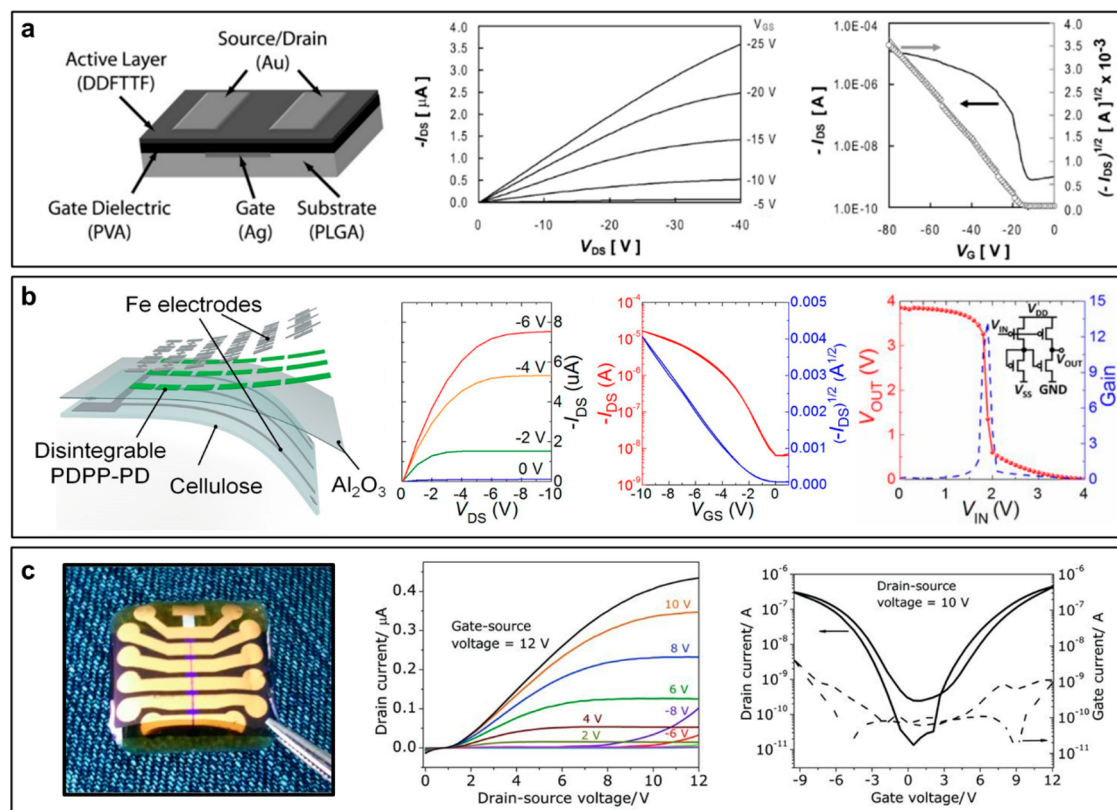 a
Source/Drain
(Au)
Active Layer
(DDFTTF)
Gate Dielectric
(PVA)
Gate
(Ag)
Substrate
(PLGA)
4.0
3.5
3.0
2.5
2.0
1.5
1.0
0.5
0.0
-I_DS [ µA ]
0
-10
-20
-30
-40
V_DS [ V ]
V_GS
-25 V
-20 V
-15 V
-10 V
-5 V
1.0E-04
1.0E-06
1.0E-08
1.0E-10
- I_DS [ A ]
-80
-60
-40
-20
0
V_G [ V ]
4.0
3.5
3.0
2.5
2.0
1.5
1.0
0.5
0.0
(- I_DS)^1/2 [ A ]^1/2 x 10^-3
b
Fe electrodes
Disintegrable
PDPP-PD
Cellulose
Al₂O₃
-6 V
-4 V
-2 V
0 V
8
6
4
2
0
-I_DS (uA)
0
-2
-4
-6
-8
-10
V_DS (V)
10^-4
10^-5
10^-6
10^-7
10^-8
10^-9
-I_DS (A)
-10
-8
-6
-4
-2
0
V_GS (V)
0.005
0.004
0.003
0.002
0.001
0.000
(-I_DS)^1/2 (A^1/2)
4
3
2
1
0
V_OUT (V)
0
1
2
3
4
V_IN (V)
15
12
9
6
3
0
Gain
V_DD
V_IN
V_OUT
V_SS
GND
c
0.4
0.3
0.2
0.1
0.0
Drain current/ µA
Gate-source
voltage = 12 V
10 V
8 V
6 V
4 V
2 V
-8 V
-6 V
0
2
4
6
8
10
12
Drain-source voltage/V
10^-6
10^-7
10^-8
10^-9
10^-10
10^-11
Drain current/ A
Drain-source
voltage = 10 V
-9
-6
-3
0
3
6
9
12
Gate voltage/ V
10^-4
10^-5
10^-6
10^-7
10^-8
10^-9
10^-10
10^-11
Gate current/ A